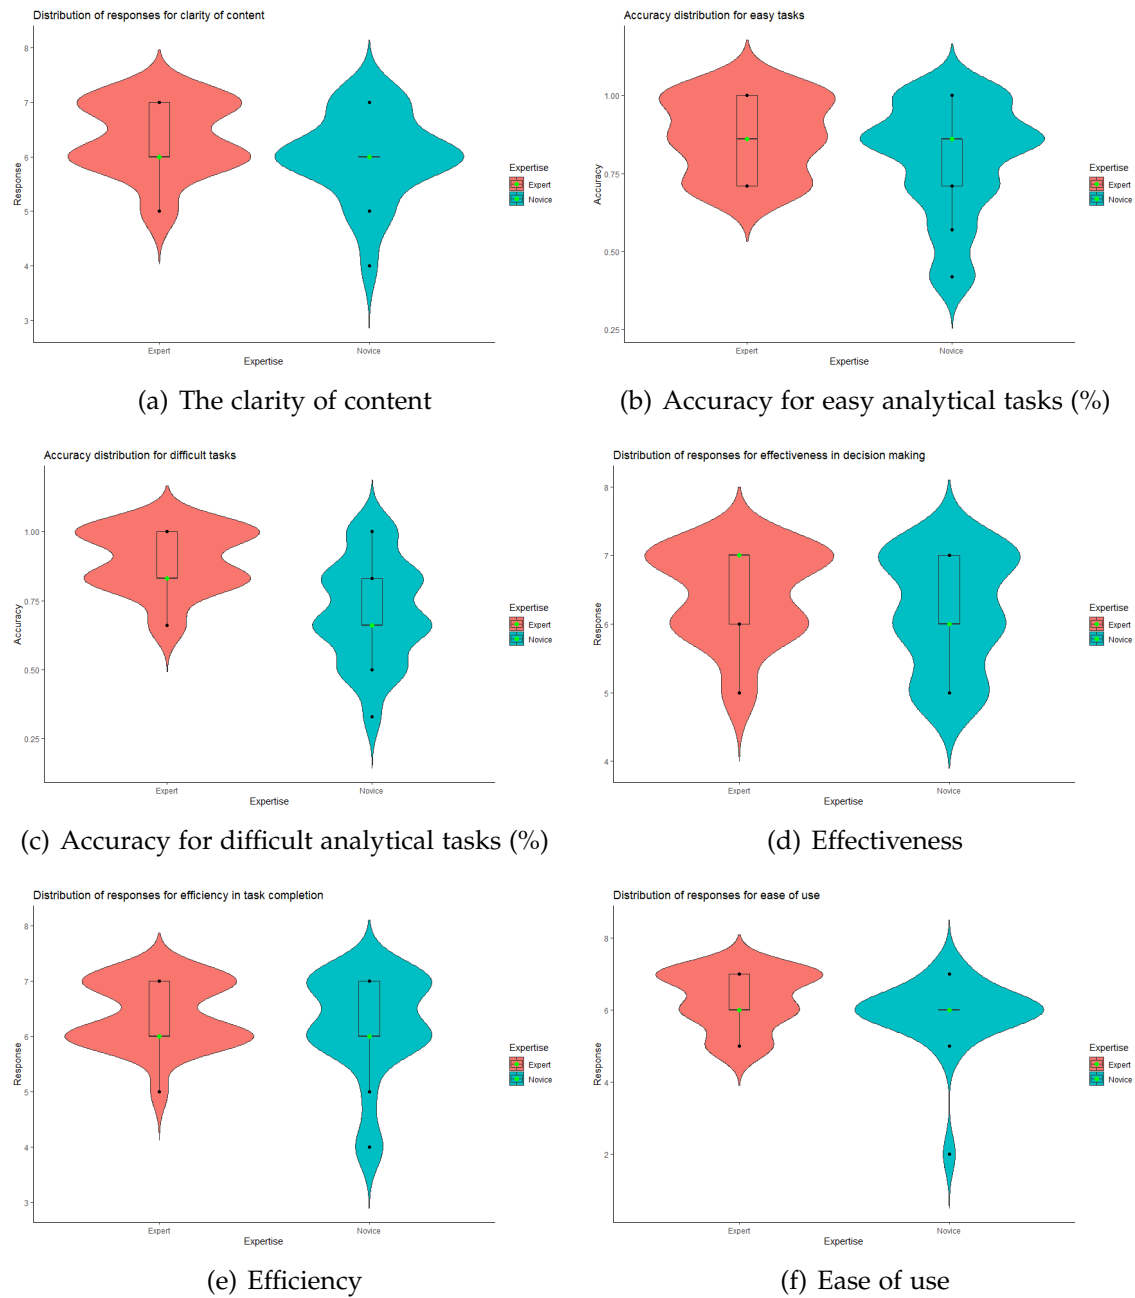 Distribution of responses for clarity of content
8
7
6
5
4
3
Response
Expert
Novice
Expertise
Expertise
Expert
Novice
(a) The clarity of content
Accuracy distribution for easy tasks
1.00
0.75
0.50
0.25
Accuracy
Expert
Novice
Expertise
Expertise
Expert
Novice
(b) Accuracy for easy analytical tasks (%)
Accuracy distribution for difficult tasks
1.00
0.75
0.50
0.25
Accuracy
Expert
Novice
Expertise
Expertise
Expert
Novice
(c) Accuracy for difficult analytical tasks (%)
Distribution of responses for effectiveness in decision making
8
7
6
5
4
Response
Expert
Novice
Expertise
Expertise
Expert
Novice
(d) Effectiveness
Distribution of responses for efficiency in task completion
8
7
6
5
4
3
Response
Expert
Novice
Expertise
Expertise
Expert
Novice
(e) Efficiency
Distribution of responses for ease of use
8
6
4
2
Response
Expert
Novice
Expertise
Expertise
Expert
Novice
(f) Ease of use